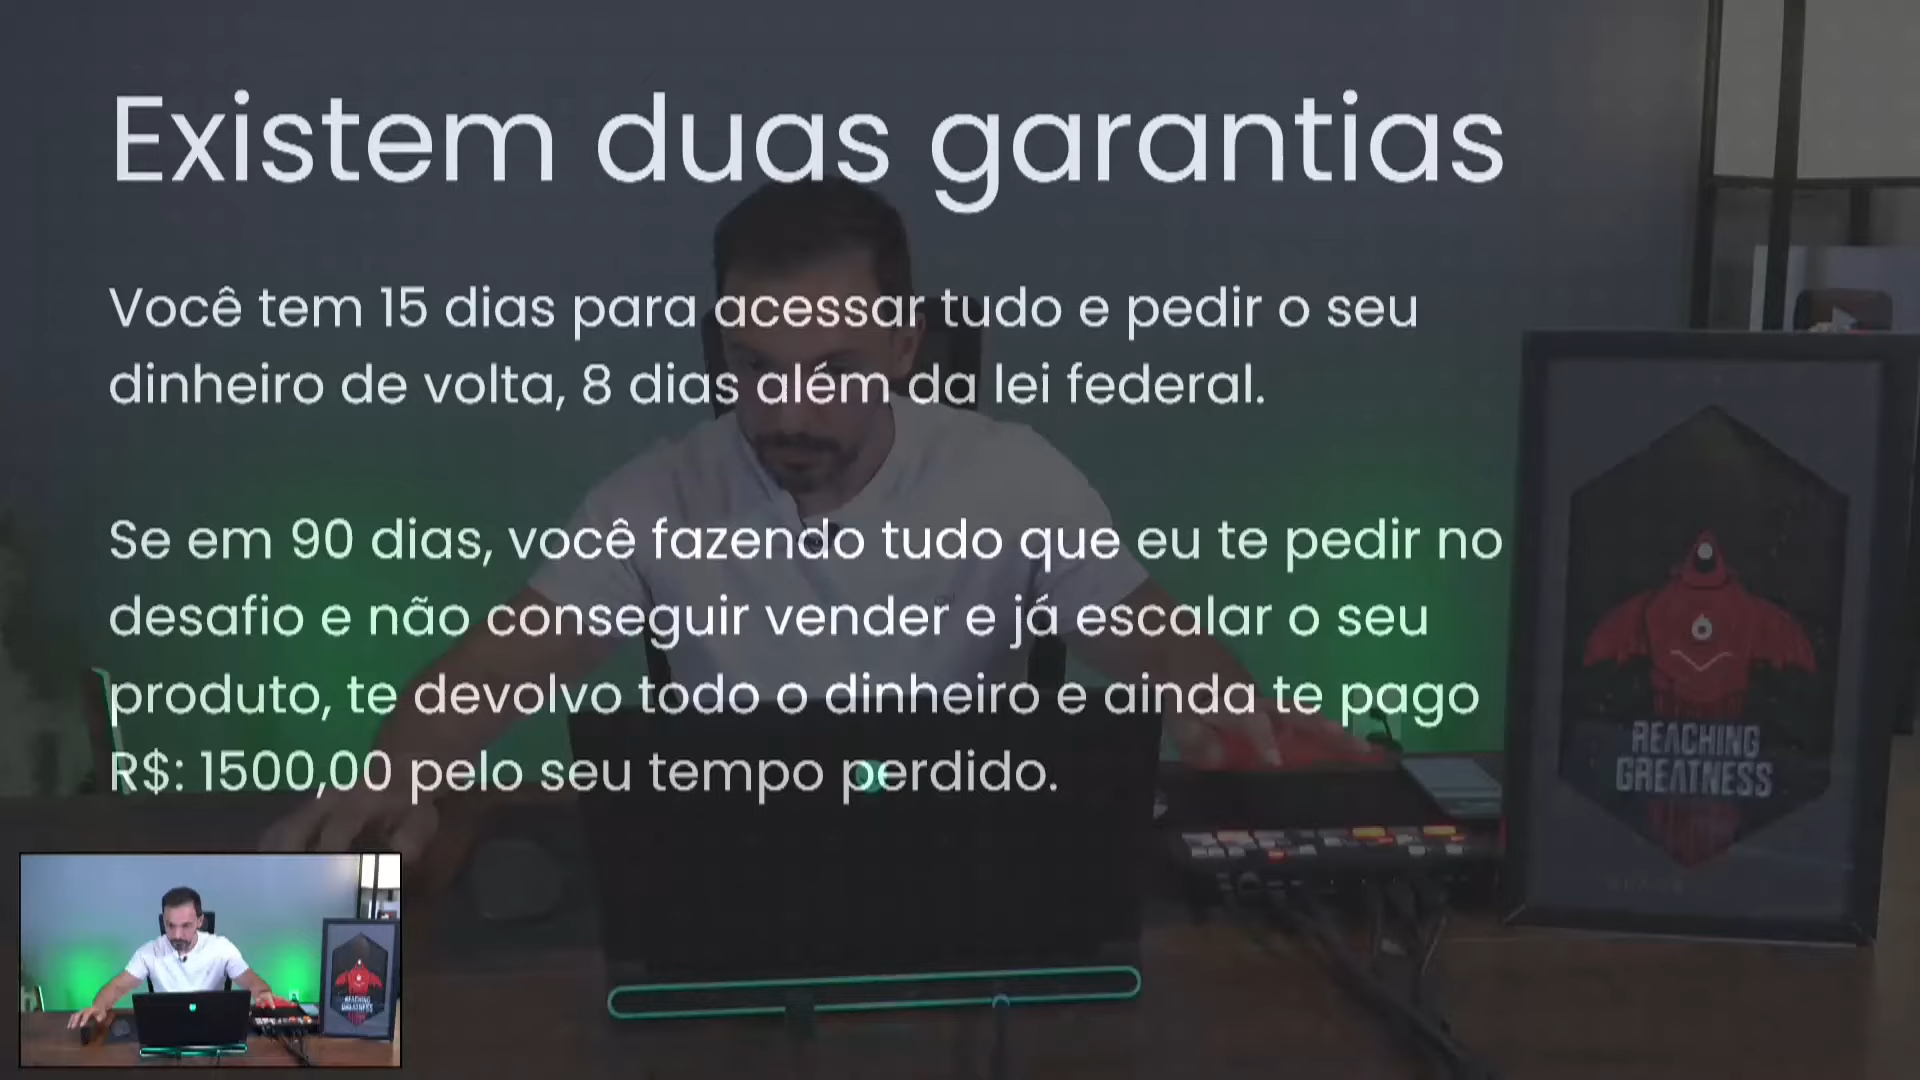 Existem duas garantias
Você tem 15 dias para acessar tudo e pedir o seu
dinheiro de volta, 8 dias além da lei federal.
Se em 90 dias, você fazendo tudo que eu te pedir no
desafio e não conseguir vender e já escalar o seu
produto, te devolvo todo o dinheiro e ainda te pago
R$: 1500,00 pelo seu tempo perdido.
REACHING
GREATNESS
REACHING
GREATNESS